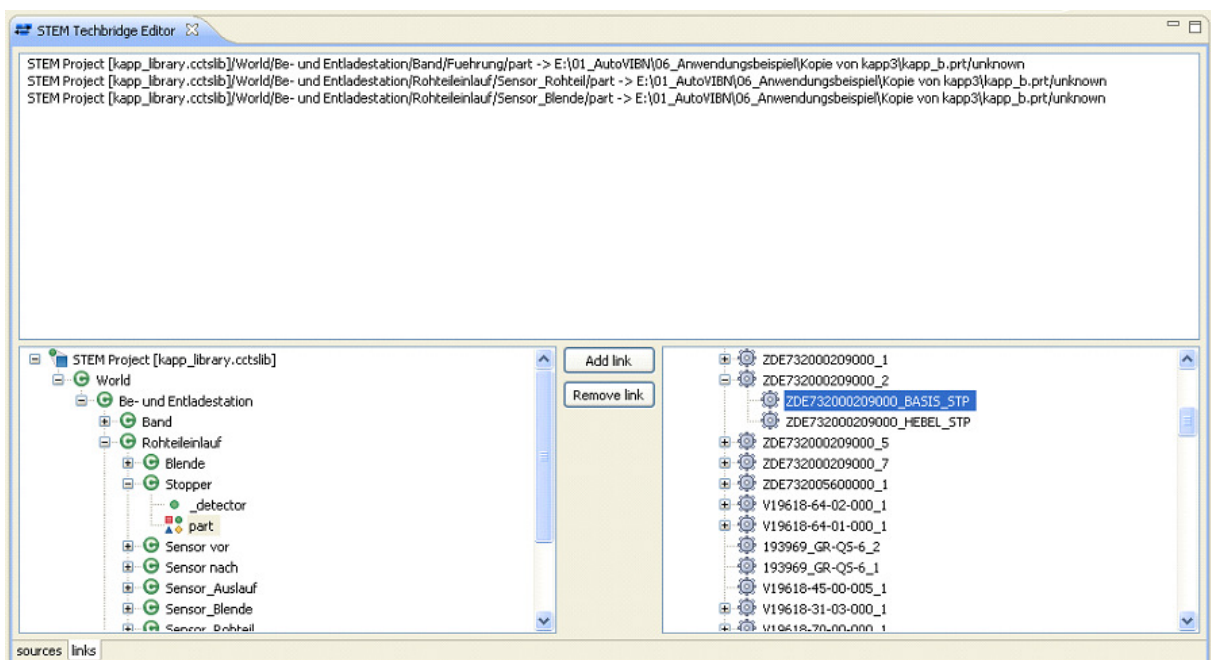 STEM Techbridge Editor
STEM Project [kapp_library.cctslib]/World/Be- und Entladestation/Band/Fuehrung/part -> E:\01_AutoVIBN\06_Anwendungsbeispiel\Kopie von kapp3\kapp_b.prt/unknown
STEM Project [kapp_library.cctslib]/World/Be- und Entladestation/Rohteileinlauf/Sensor_Rohteil/part -> E:\01_AutoVIBN\06_Anwendungsbeispiel\Kopie von kapp3\kapp_b.prt/unknown
STEM Project [kapp_library.cctslib]/World/Be- und Entladestation/Rohteileinlauf/Sensor_Blende/part -> E:\01_AutoVIBN\06_Anwendungsbeispiel\Kopie von kapp3\kapp_b.prt/unknown
STEM Project [kapp_library.cctslib]
World
Be- und Entladestation
Band
Rohteileinlauf
Blende
Stopper
_detector
part
Sensor vor
Sensor nach
Sensor_Auslauf
Sensor_Blende
Sensor_Rohteil
Add link
Remove link
ZDE732000209000_1
ZDE732000209000_2
ZDE732000209000_BASIS_STP
ZDE732000209000_HEBEL_STP
ZDE732000209000_5
ZDE732000209000_7
ZDE732005600000_1
V19618-64-02-000_1
V19618-64-01-000_1
193969_GR-QS-6_2
193969_GR-QS-6_1
V19618-45-00-005_1
V19618-31-03-000_1
V19618-70-00-000_1
sources
links